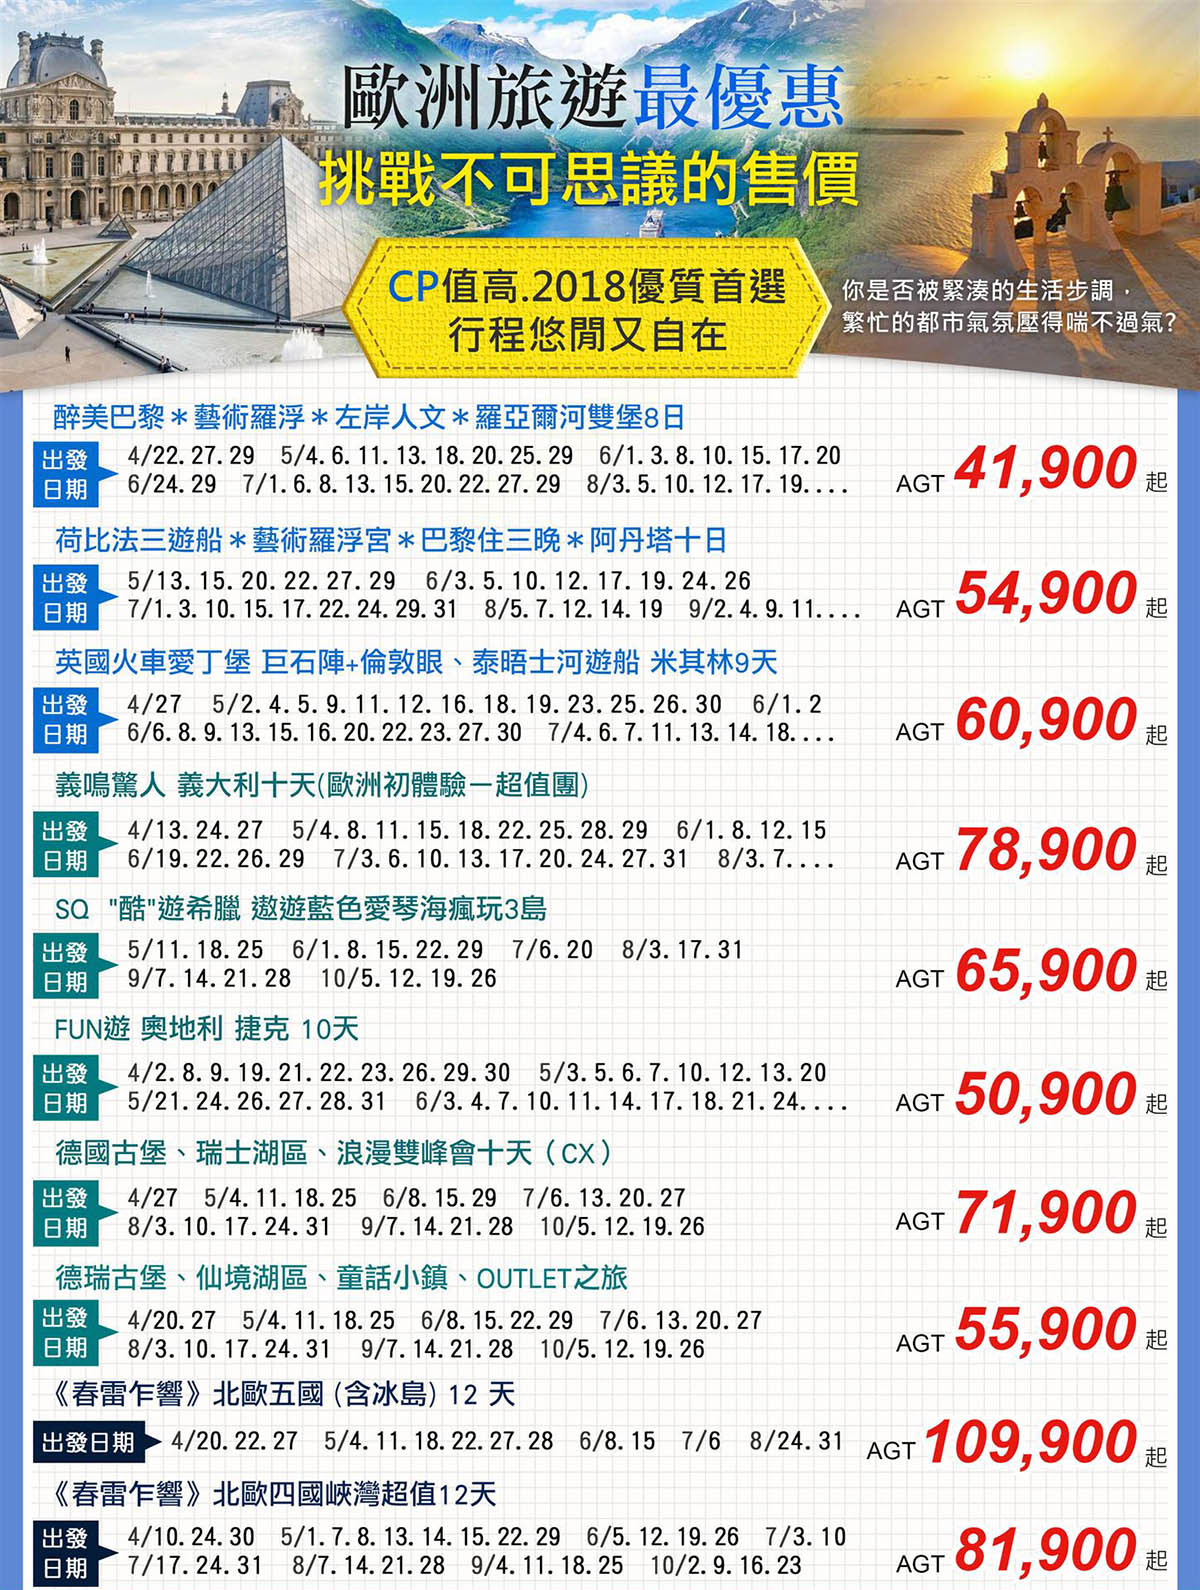 歐洲旅遊最優惠
挑戰不可思議的售價
CP值高.2018優質首選
行程悠閒又自在
你是否被緊湊的生活步調，
繁忙的都市氣氛壓得喘不過氣?
醉美巴黎＊藝術羅浮＊左岸人文＊羅亞爾河雙堡8日
出發日期 4/22.27.29 5/4.6.11.13.18.20.25.29 6/1.3.8.10.15.17.20
6/24.29 7/1.6.8.13.15.20.22.27.29 8/3.5.10.12.17.19....
AGT 41,900 起
荷比法三遊船＊藝術羅浮宮＊巴黎住三晚＊阿丹塔十日
出發日期 5/13.15.20.22.27.29 6/3.5.10.12.17.19.24.26
7/1.3.10.15.17.22.24.29.31 8/5.7.12.14.19 9/2.4.9.11....
AGT 54,900 起
英國火車愛丁堡 巨石陣+倫敦眼、泰晤士河遊船 米其林9天
出發日期 4/27 5/2.4.5.9.11.12.16.18.19.23.25.26.30 6/1.2
6/6.8.9.13.15.16.20.22.23.27.30 7/4.6.7.11.13.14.18....
AGT 60,900 起
義鳴驚人 義大利十天(歐洲初體驗－超值團)
出發日期 4/13.24.27 5/4.8.11.15.18.22.25.28.29 6/1.8.12.15
6/19.22.26.29 7/3.6.10.13.17.20.24.27.31 8/3.7....
AGT 78,900 起
SQ "酷"遊希臘 遨遊藍色愛琴海瘋玩3島
出發日期 5/11.18.25 6/1.8.15.22.29 7/6.20 8/3.17.31
9/7.14.21.28 10/5.12.19.26
AGT 65,900 起
FUN遊 奧地利 捷克 10天
出發日期 4/2.8.9.19.21.22.23.26.29.30 5/3.5.6.7.10.12.13.20
5/21.24.26.27.28.31 6/3.4.7.10.11.14.17.18.21.24....
AGT 50,900 起
德國古堡、瑞士湖區、浪漫雙峰會十天（CX）
出發日期 4/27 5/4.11.18.25 6/8.15.29 7/6.13.20.27
8/3.10.17.24.31 9/7.14.21.28 10/5.12.19.26
AGT 71,900 起
德瑞古堡、仙境湖區、童話小鎮、OUTLET之旅
出發日期 4/20.27 5/4.11.18.25 6/8.15.22.29 7/6.13.20.27
8/3.10.17.24.31 9/7.14.21.28 10/5.12.19.26
AGT 55,900 起
《春雷乍響》北歐五國(含冰島) 12 天
出發日期 4/20.22.27 5/4.11.18.22.27.28 6/8.15 7/6 8/24.31
AGT 109,900 起
《春雷乍響》北歐四國峽灣超值12天
出發日期 4/10.24.30 5/1.7.8.13.14.15.22.29 6/5.12.19.26 7/3.10
7/17.24.31 8/7.14.21.28 9/4.11.18.25 10/2.9.16.23
AGT 81,900 起